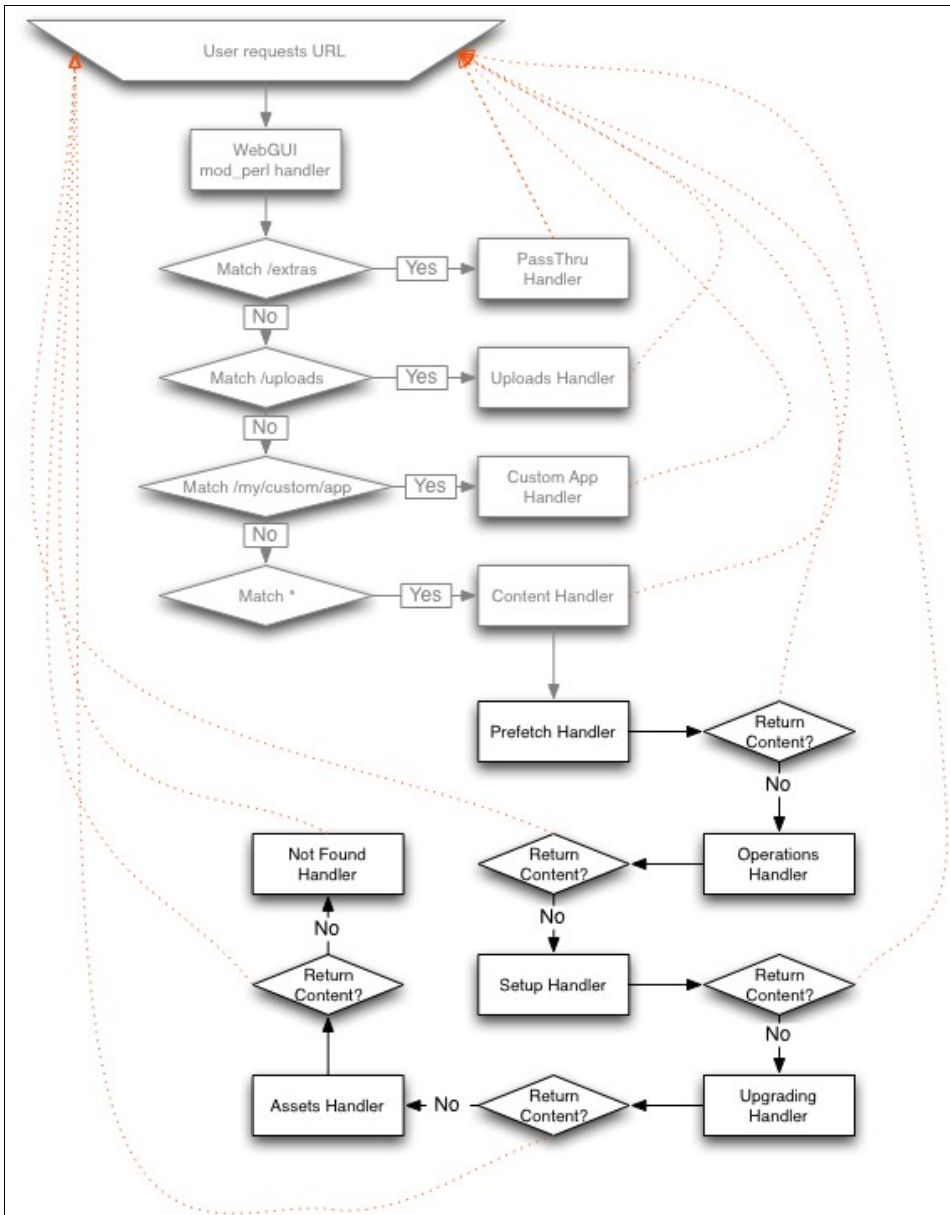 User requests URL
WebGUI
mod_perl handler
Match /extras
Yes
PassThru
Handler
No
Match /uploads
Yes
Uploads Handler
No
Match /my/custom/app
Yes
Custom App
Handler
No
Match *
Yes
Content Handler
Prefetch Handler
Return
Content?
No
Operations
Handler
Return
Content?
No
Setup Handler
Return
Content?
No
Upgrading
Handler
Return
Content?
No
Assets Handler
Return
Content?
No
Not Found
Handler